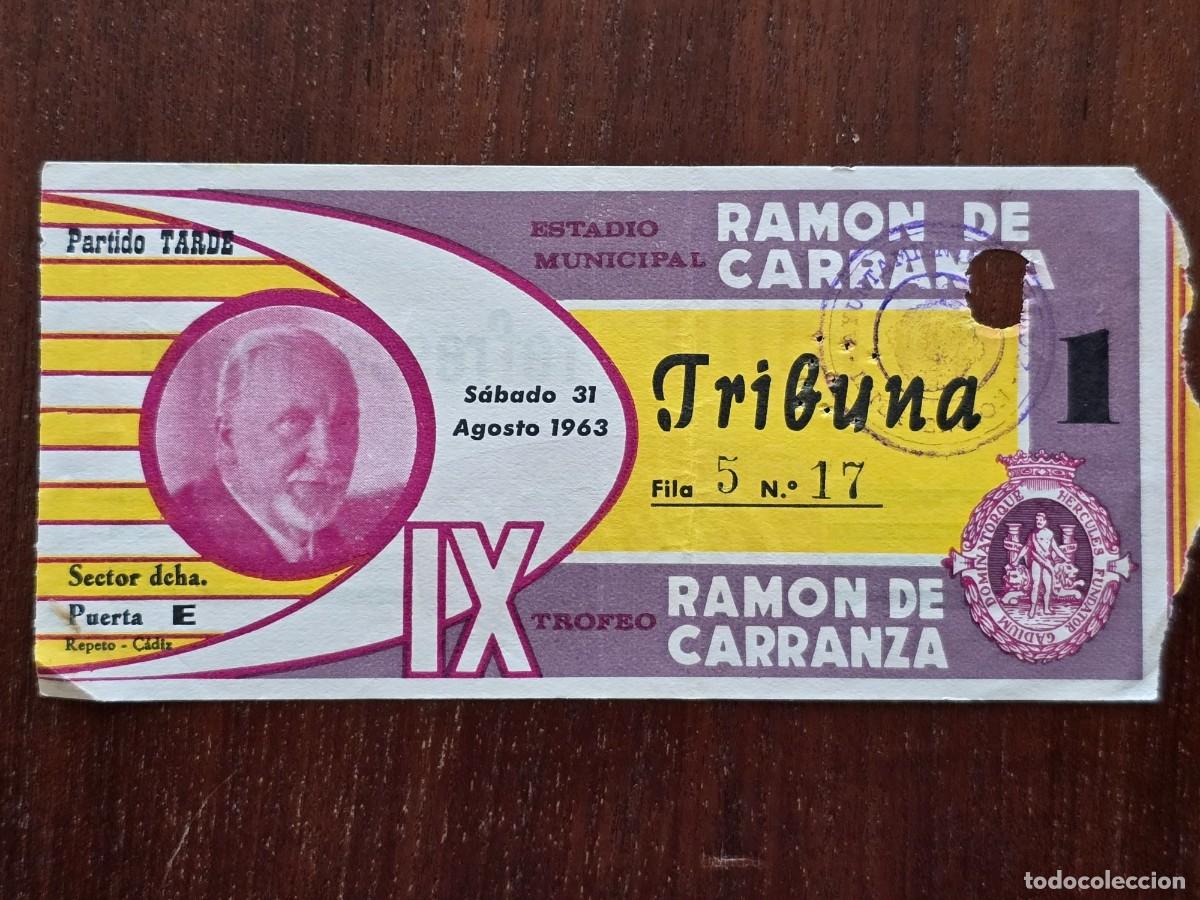 Partido TARDE
ESTADIO
MUNICIPAL
RAMON DE
CARRANZA
Sábado 31
Agosto 1963
Tribuna
1
Fila 5 N.º 17
Sector dcha.
Puerta E
Repeto - Cádiz
IX
TROFEO
RAMON DE
CARRANZA
HERCULES FUNDATOR GADIUM DOMINATORQUE
todocoleccion